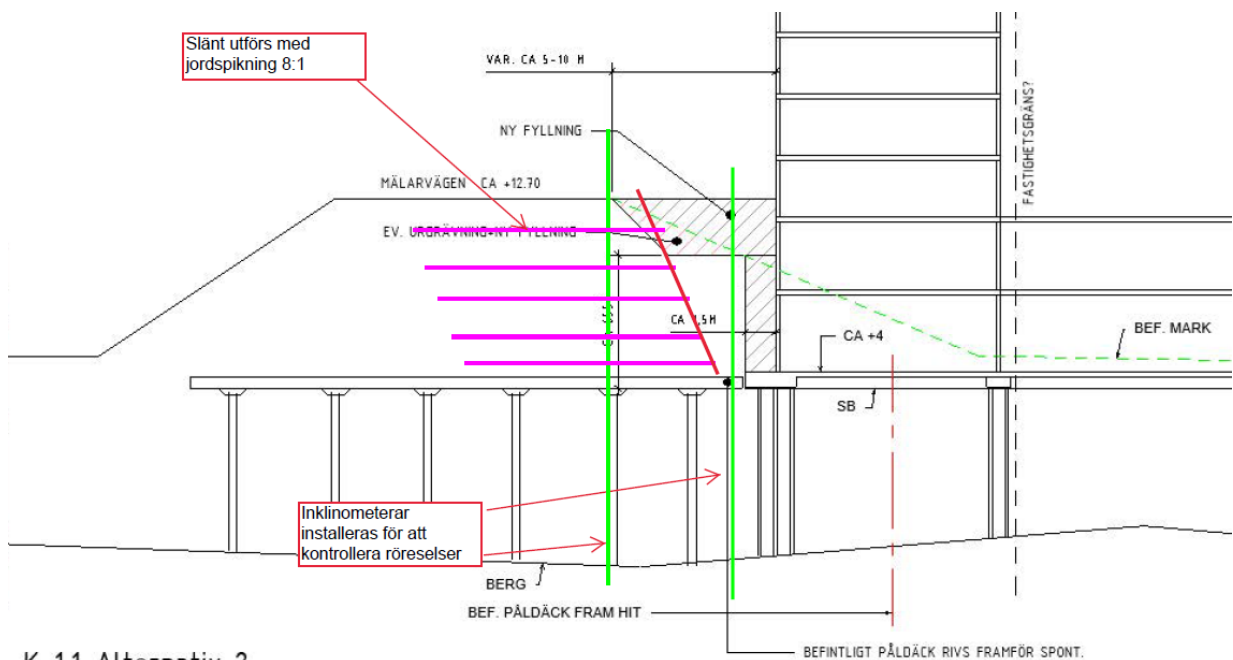 Slänt utförs med
jordspikning 8:1
VAR. CA 5-10 M
NY FYLLNING
MÄLARVÄGEN CA +12.70
EV. URGRÄVNING+NY FYLLNING
FASTIGHETSGRÄNS?
CA 1,5M
CA +4
BEF. MARK
SB
Inklinometerar
installeras för att
kontrollera röreselser
BERG
BEF. PÅLDÄCK FRAM HIT
BEFINTLIGT PÅLDÄCK RIVS FRAMFÖR SPONT.